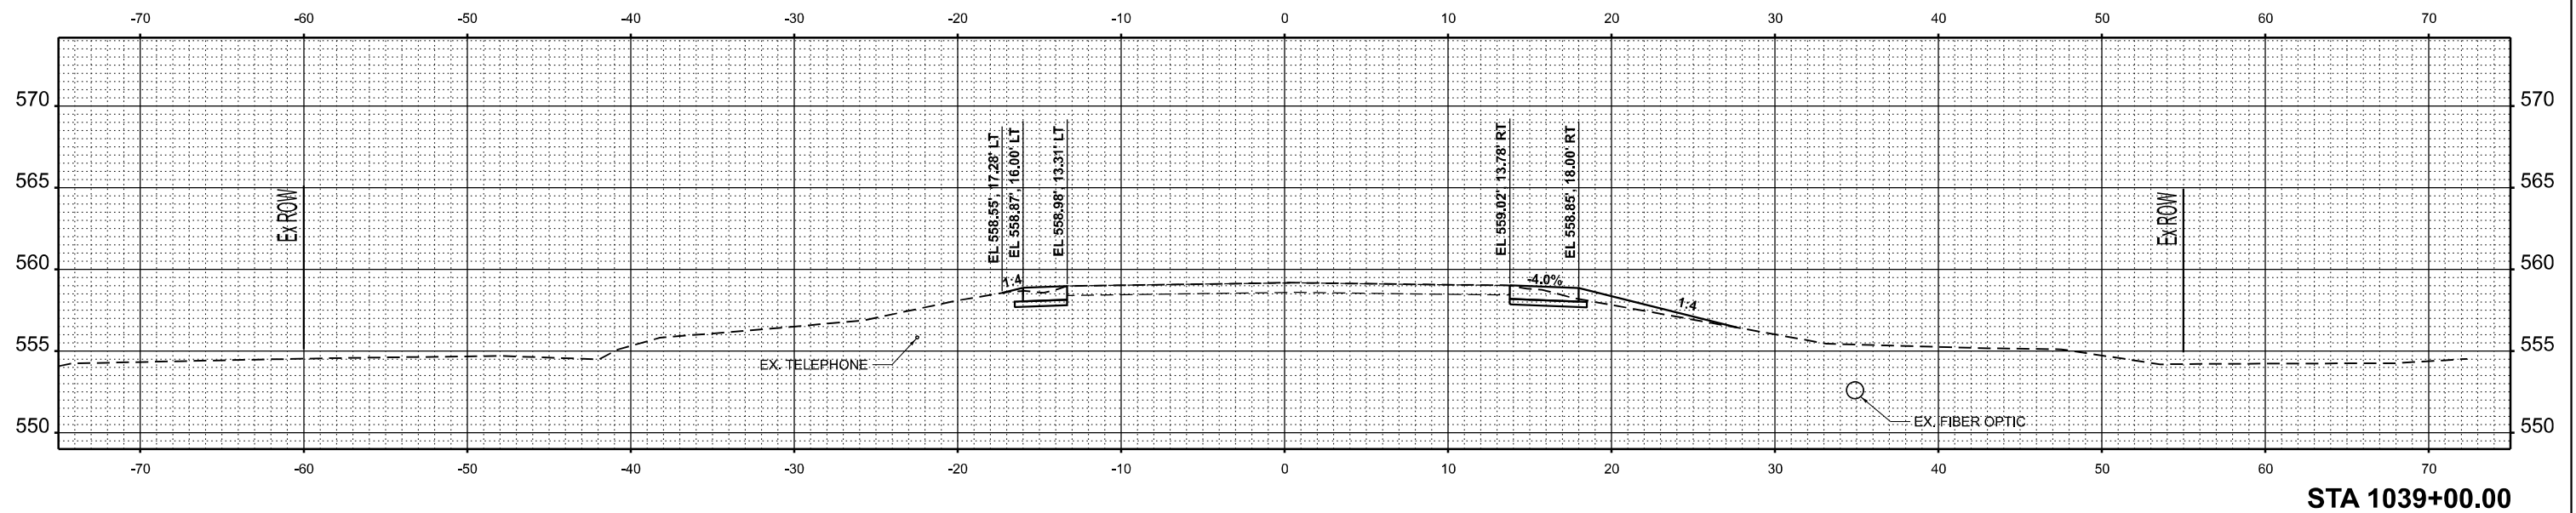 -70 -60 -50 -40 -30 -20 -10 0 10 20 30 40 50 60 70
570 570
565 565
560 560
555 555
550 550
Ex ROW
EL 558.55', 17.28' LT
EL 558.87', 16.00' LT
EL 558.98', 13.31' LT
EL 559.02', 13.78' RT
EL 558.85', 18.00' RT
Ex ROW
1:4
-4.0%
1:4
EX. TELEPHONE
EX. FIBER OPTIC
-70 -60 -50 -40 -30 -20 -10 0 10 20 30 40 50 60 70
STA 1039+00.00